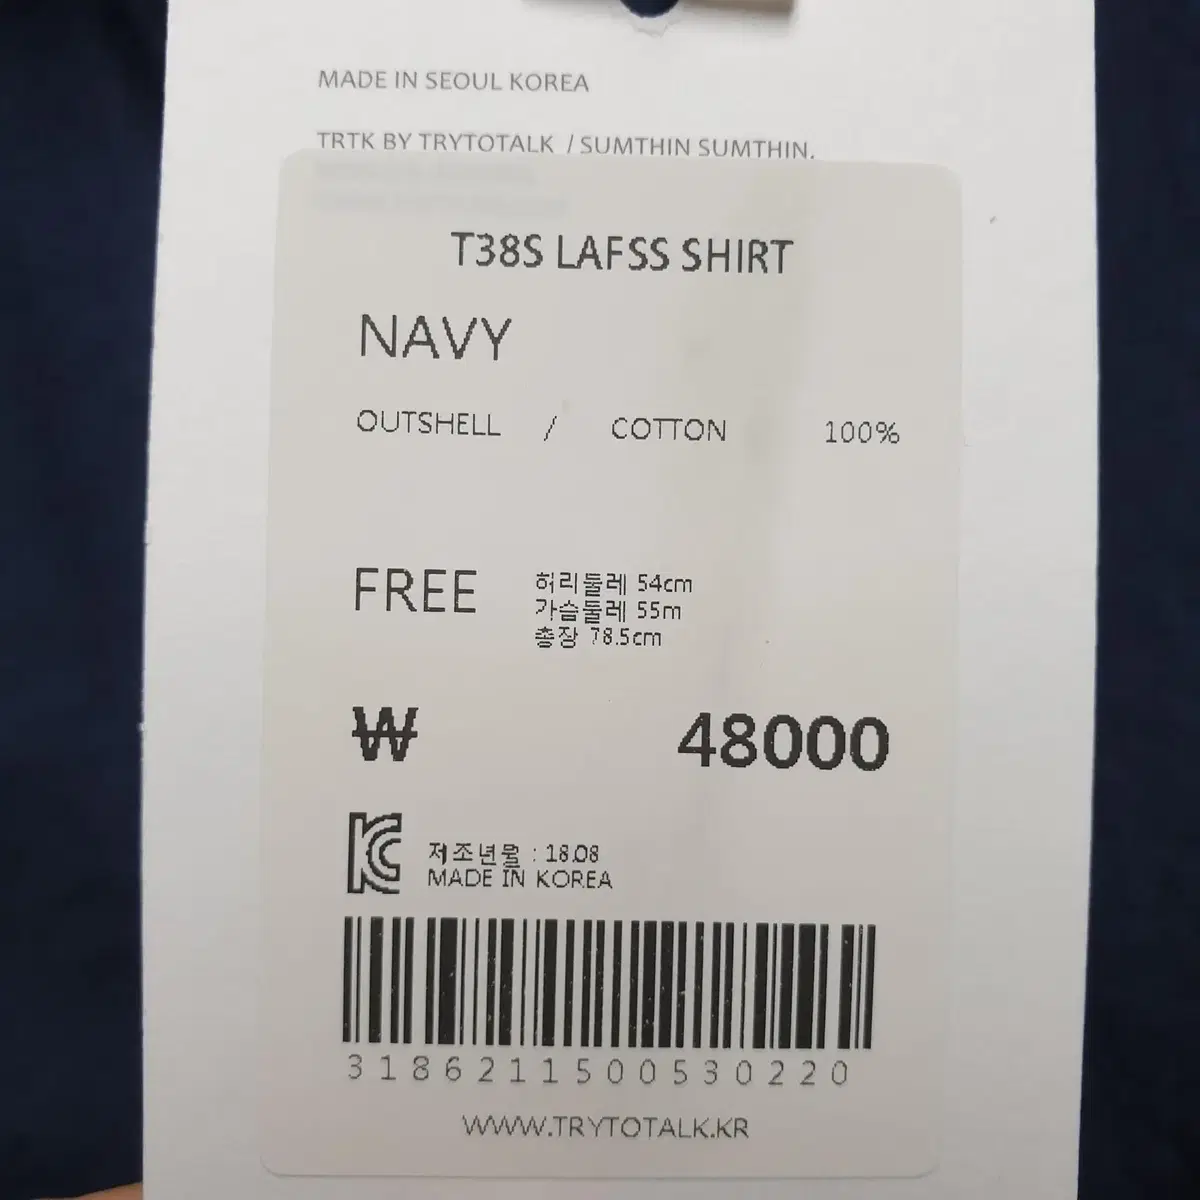 MADE IN SEOUL KOREA
TRTK BY TRYTOTALK / SUMTHIN SUMTHIN.
T38S LAFSS SHIRT
NAVY
OUTSHELL / COTTON 100%
FREE
허리둘레 54cm
가슴둘레 55m
총장 78.5cm
₩ 48000
KC
제조년월 : 18.08
MADE IN KOREA
3186211500530220
WWW.TRYTOTALK.KR